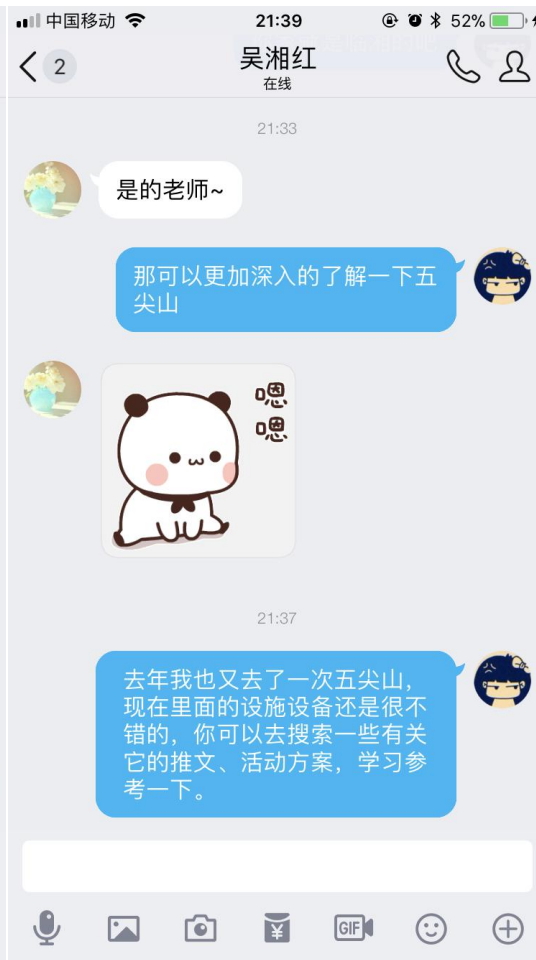 中国移动
21:39
52%
2
吴湘红
在线
21:33
是的老师~
那可以更加深入的了解一下五
尖山
嗯
嗯
21:37
去年我也又去了一次五尖山,
现在里面的设施设备还是很不
错的，你可以去搜索一些有关
它的推文、活动方案，学习参
考一下。
¥
GIF